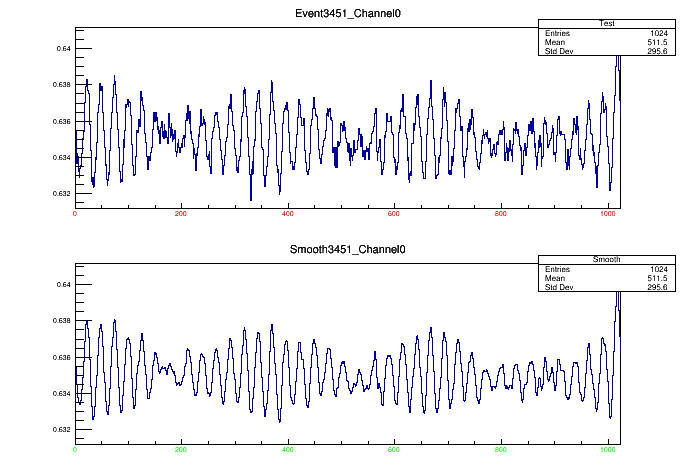 Event3451_Channel0
Test
Entries 1024
Mean 511.5
Std Dev 295.6
0.64
0.638
0.636
0.634
0.632
0 200 400 600 800 1000
Smooth3451_Channel0
Smooth
Entries 1024
Mean 511.5
Std Dev 295.6
0.64
0.638
0.636
0.634
0.632
0 200 400 600 800 1000